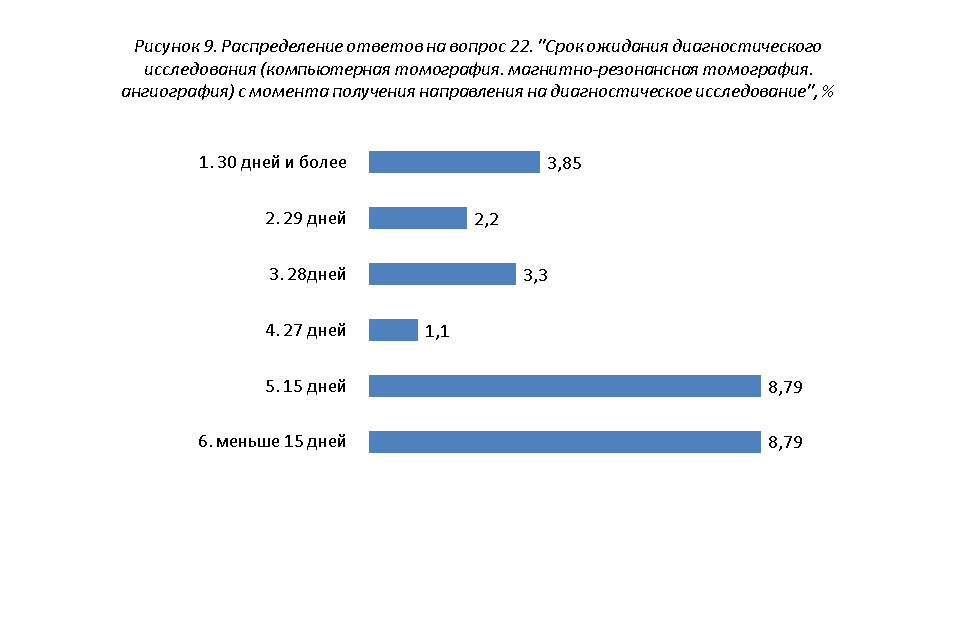 Рисунок 9. Распределение ответов на вопрос 22. "Срок ожидания диагностического
исследования (компьютерная томография. магнитно-резонансная томография.
ангиография) с момента получения направления на диагностическое исследование", %
1. 30 дней и более 3,85
2. 29 дней 2,2
3. 28дней 3,3
4. 27 дней 1,1
5. 15 дней 8,79
6. меньше 15 дней 8,79